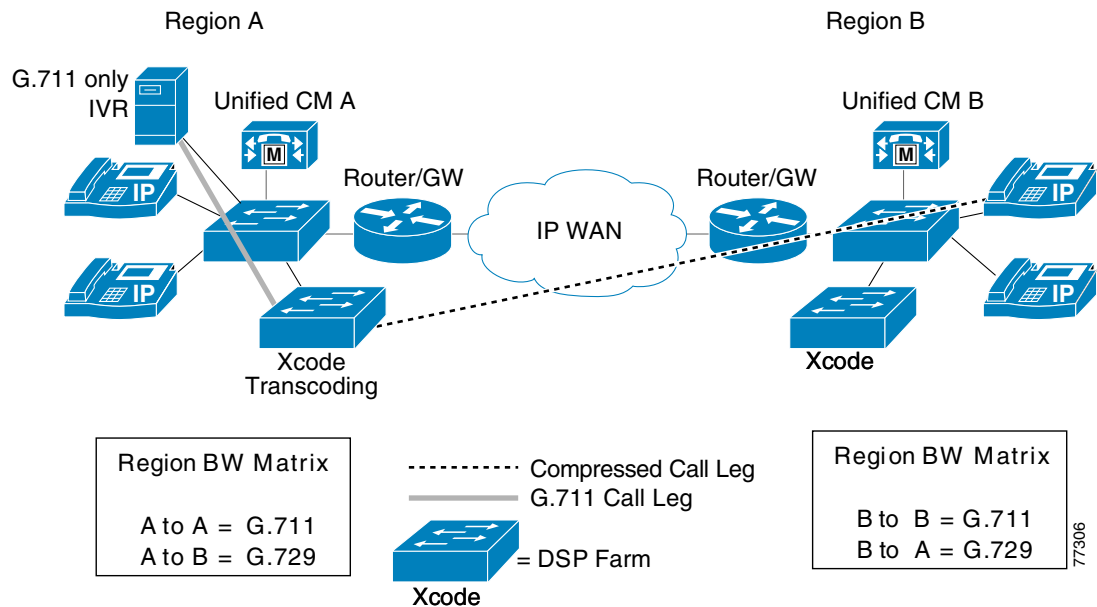 Region A
Region B
G.711 only
IVR
Unified CM A
Unified CM B
M
M
IP
Router/GW
Router/GW
IP
IP WAN
IP
IP
Xcode
Transcoding
Xcode
Region BW Matrix
A to A = G.711
A to B = G.729
Compressed Call Leg
G.711 Call Leg
= DSP Farm
Xcode
Region BW Matrix
B to B = G.711
B to A = G.729
77306